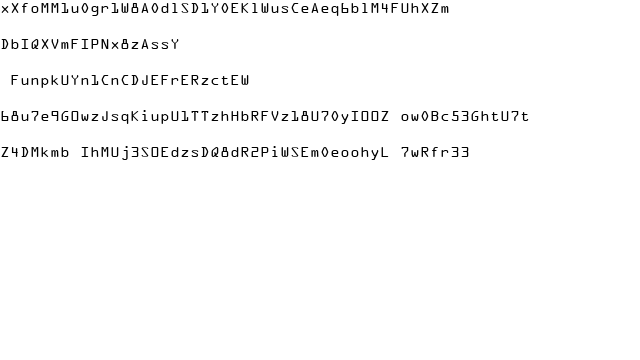 xXfoMM1u0gr1W8A0d1SD1Y0EK1WusCeAeq6b1M4FUhXZm
DbIQXVmFIPNx8zAssY
FunpkUYn1CnCDJEFrERzctEW
68u7e9GOwzJsqKiupU1TTzhHbRFVz18U70yIOOZ ow0Bc53GhtU7t
Z4DMkmb IhMUj3SOEdzsDQ8dR2PiWSEm0eoohyL 7wRfr33